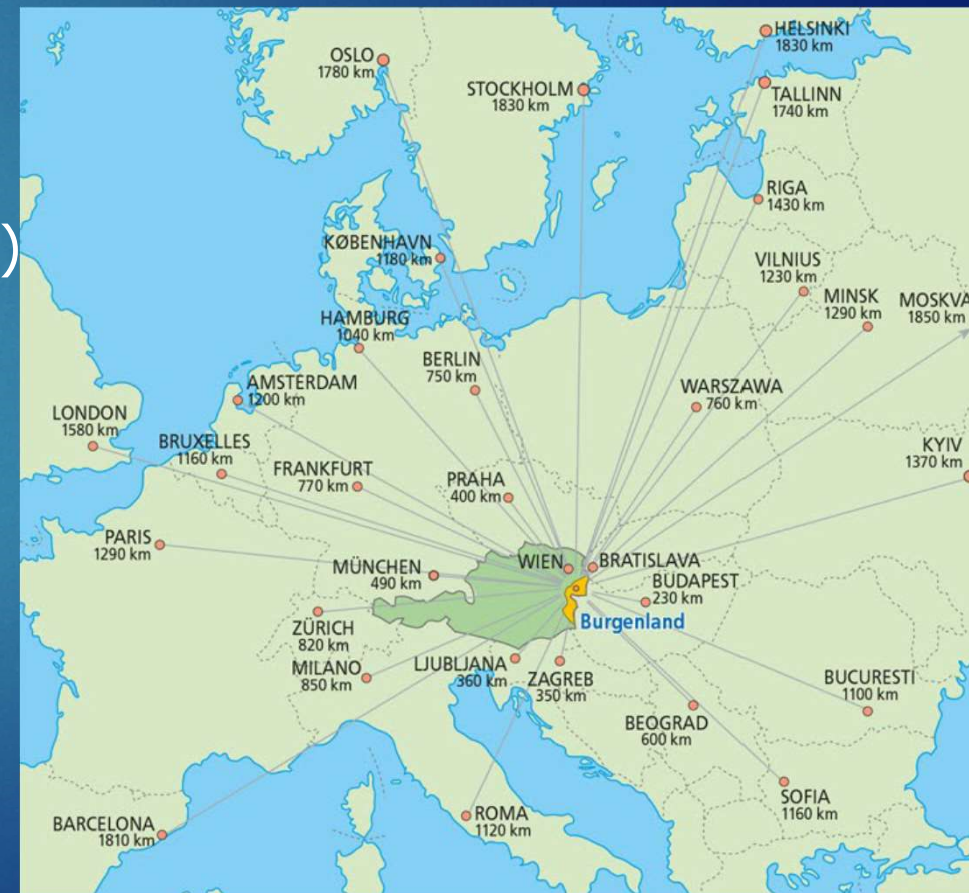 HELSINKI
1830 km
OSLO
1780 km
STOCKHOLM
1830 km
TALLINN
1740 km
RIGA
1430 km
)
KØBENHAVN
1180 km
VILNIUS
1230 km
MINSK
1290 km
MOSKVA
1850 km
HAMBURG
1040 km
BERLIN
750 km
AMSTERDAM
1200 km
WARSZAWA
760 km
LONDON
1580 km
BRUXELLES
1160 km
FRANKFURT
770 km
PRAHA
400 km
KYIV
1370 km
PARIS
1290 km
MÜNCHEN
490 km
WIEN
BRATISLAVA
BUDAPEST
230 km
Burgenland
ZÜRICH
820 km
MILANO
850 km
LJUBLJANA
360 km
ZAGREB
350 km
BEOGRAD
600 km
BUCURESTI
1100 km
SOFIA
1160 km
BARCELONA
1810 km
ROMA
1120 km